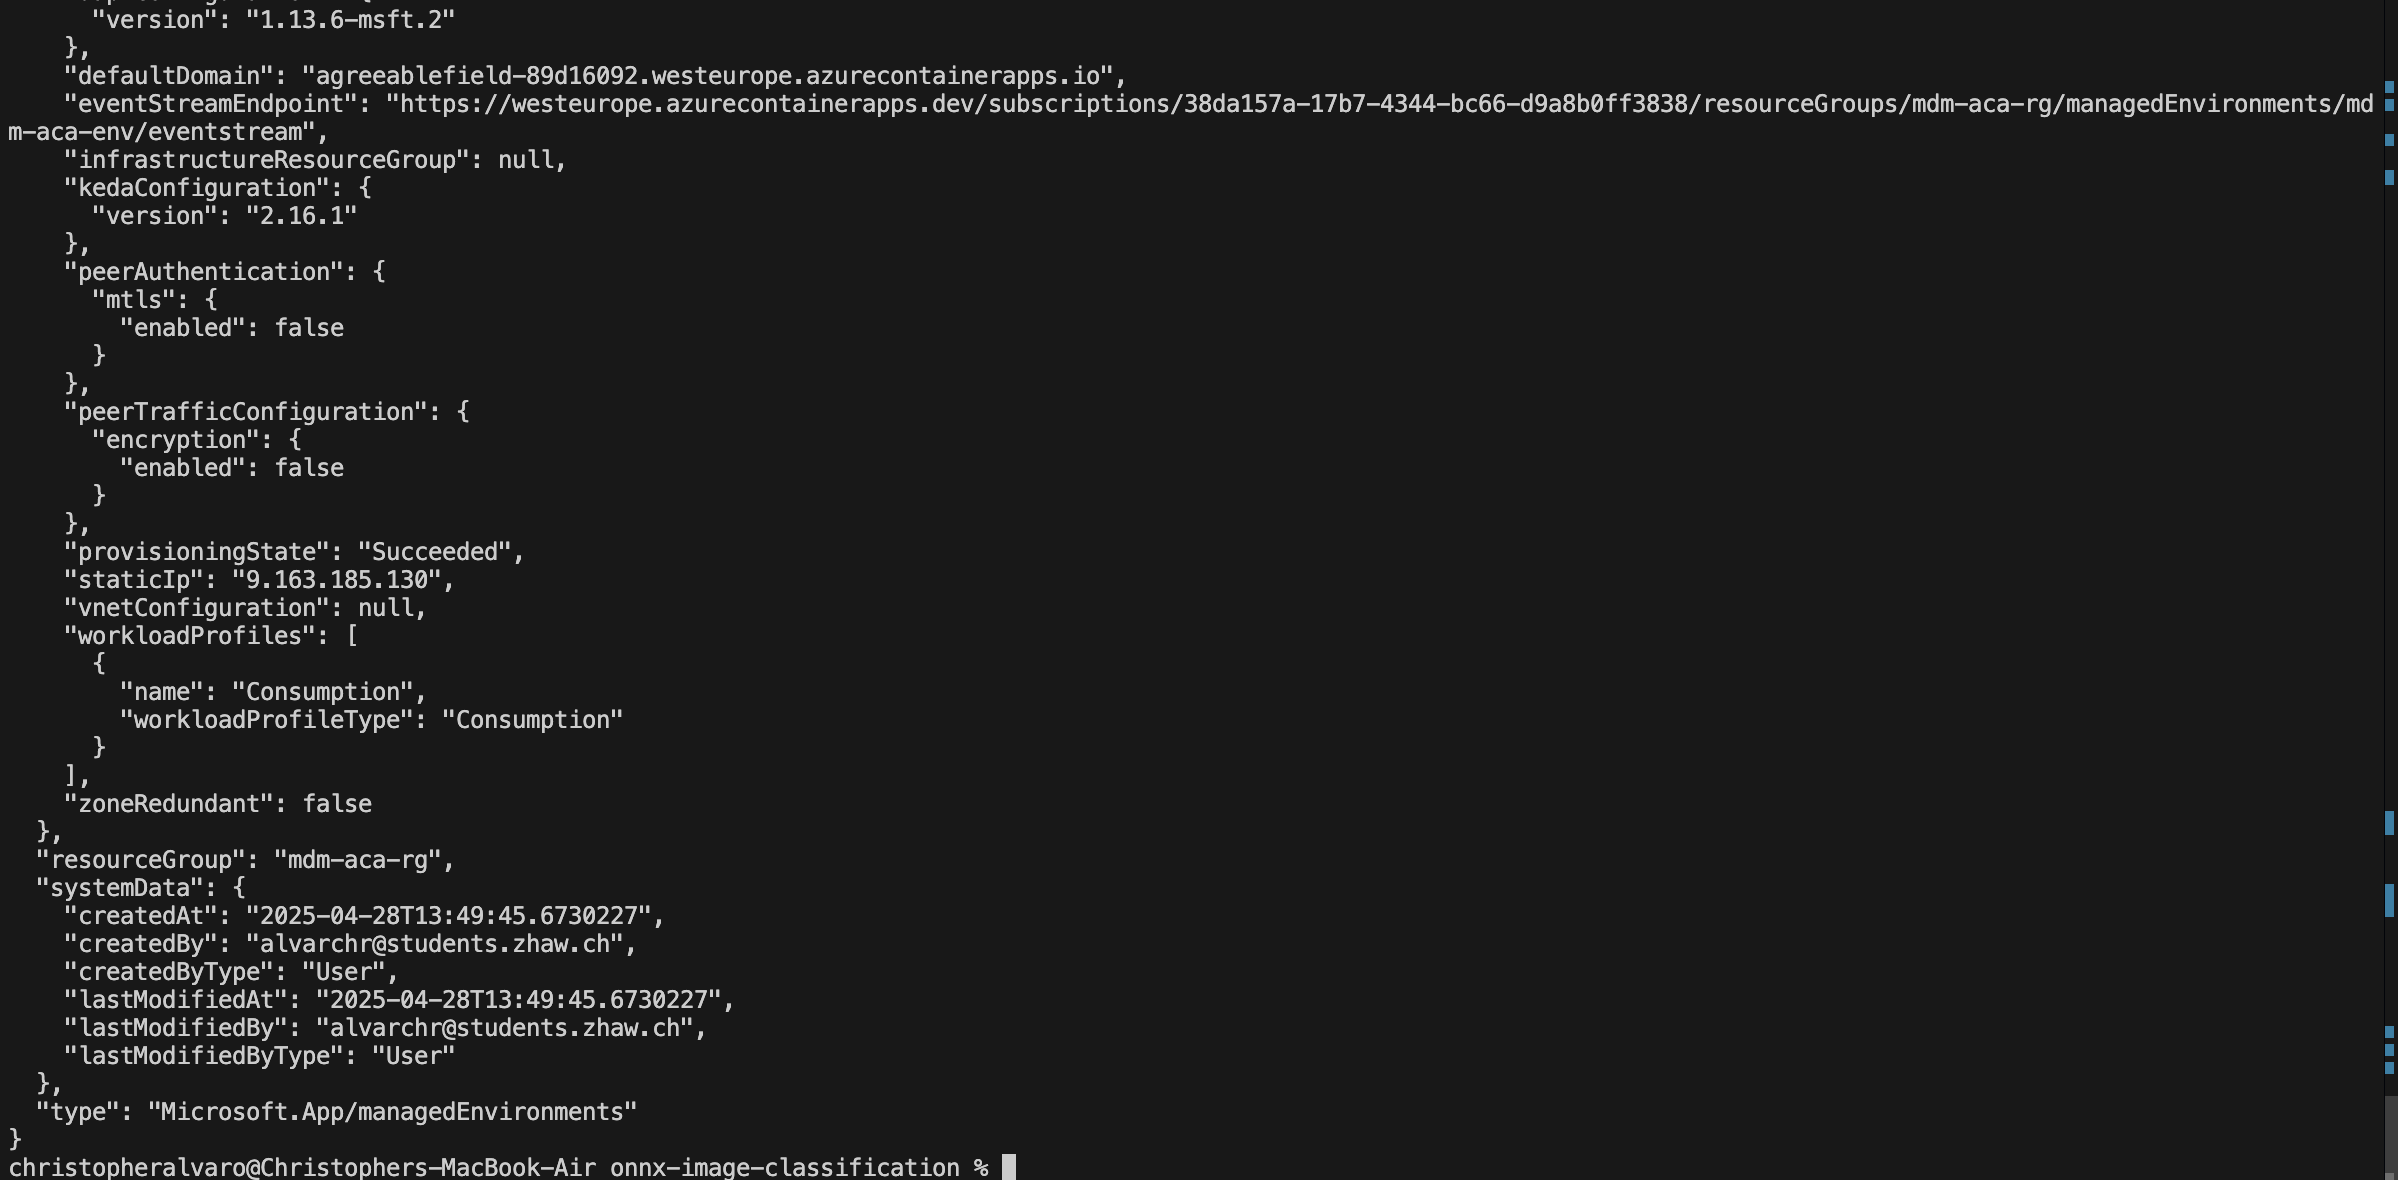 "version": "1.13.6-msft.2"
},
"defaultDomain": "agreeablefield-89d16092.westeurope.azurecontainerapps.io",
"eventStreamEndpoint": "https://westeurope.azurecontainerapps.dev/subscriptions/38da157a-17b7-4344-bc66-d9a8b0ff3838/resourceGroups/mdm-aca-rg/managedEnvironments/md
m-aca-env/eventstream",
"infrastructureResourceGroup": null,
"kedaConfiguration": {
"version": "2.16.1"
},
"peerAuthentication": {
"mtls": {
"enabled": false
}
},
"peerTrafficConfiguration": {
"encryption": {
"enabled": false
}
},
"provisioningState": "Succeeded",
"staticIp": "9.163.185.130",
"vnetConfiguration": null,
"workloadProfiles": [
{
"name": "Consumption",
"workloadProfileType": "Consumption"
}
],
"zoneRedundant": false
},
"resourceGroup": "mdm-aca-rg",
"systemData": {
"createdAt": "2025-04-28T13:49:45.6730227",
"createdBy": "alvarchr@students.zhaw.ch",
"createdByType": "User",
"lastModifiedAt": "2025-04-28T13:49:45.6730227",
"lastModifiedBy": "alvarchr@students.zhaw.ch",
"lastModifiedByType": "User"
},
"type": "Microsoft.App/managedEnvironments"
}
christopheralvaro@Christophers-MacBook-Air onnx-image-classification %